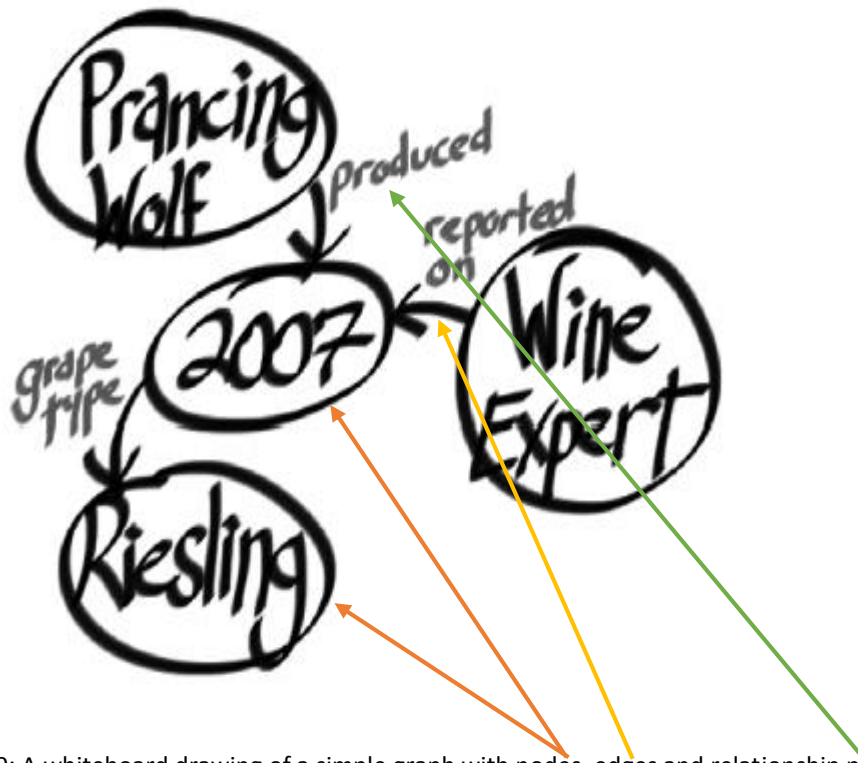 Prancing
Wolf
produced
reported
on
2007
Wine
Expert
grape
type
Riesling
: A whiteboard drawing of a simple graph with nodes, edges and relationship